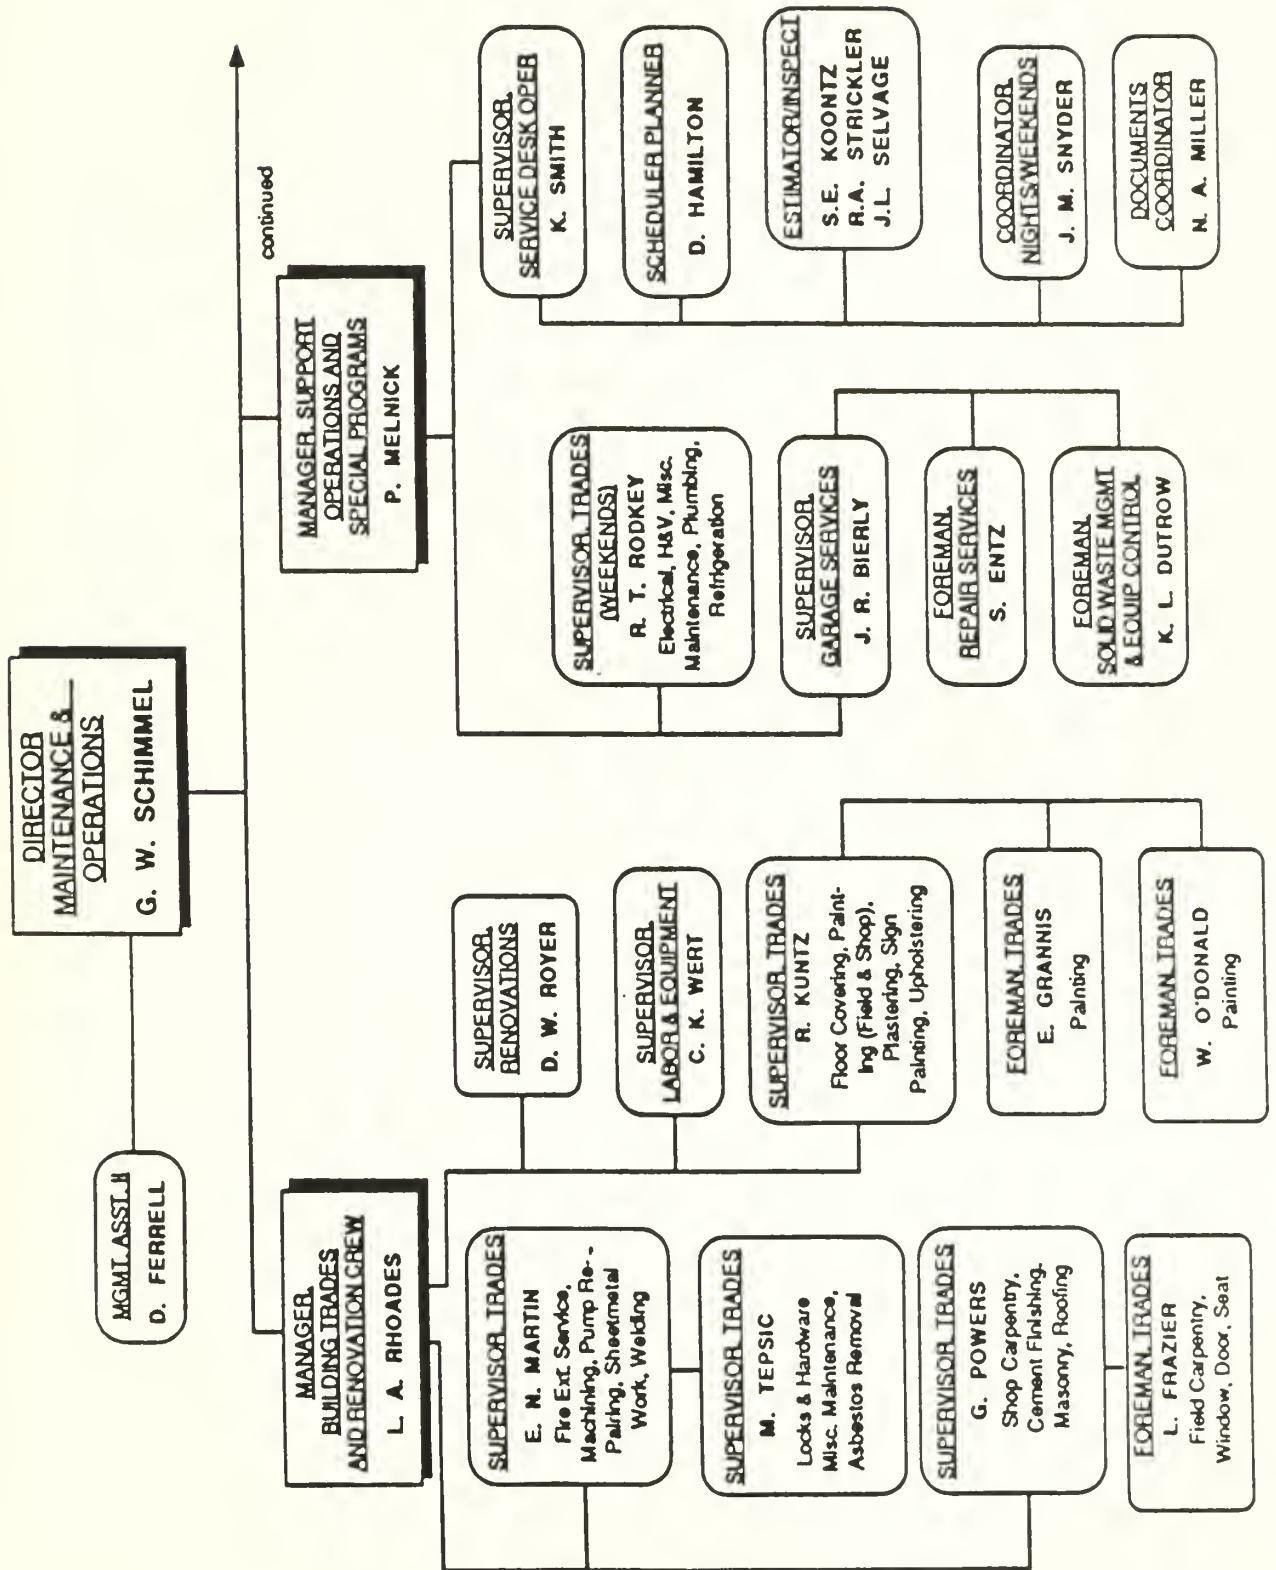 DIRECTOR
MAINTENANCE &
OPERATIONS
G. W. SCHIMMEL
MGMT. ASST. II
D. FERRELL
continued
MANAGER,
BUILDING TRADES
AND RENOVATION CREW
L. A. RHOADES
SUPERVISOR, TRADES
E. N. MARTIN
Fire Ext. Service,
Machining, Pump Re-
Pairing, Sheetmetal
Work, Welding
SUPERVISOR, TRADES
M. TEPSIC
Locks & Hardware
Misc. Maintenance,
Asbestos Removal
SUPERVISOR, TRADES
G. POWERS
Shop Carpentry,
Cement Finishing.
Masonry, Roofing
FOREMAN, TRADES
L. FRAZIER
Field Carpentry,
Window, Door, Seat
SUPERVISOR,
RENOVATIONS
D. W. ROYER
SUPERVISOR,
LABOR & EQUIPMENT
C. K. WERT
SUPERVISOR, TRADES
R. KUNTZ
Floor Covering, Paint-
ing (Field & Shop),
Plastering, Sign
Painting, Upholstering
FOREMAN, TRADES
E. GRANNIS
Painting
FOREMAN, TRADES
W. O'DONALD
Painting
MANAGER, SUPPORT
OPERATIONS AND
SPECIAL PROGRAMS
P. MELNICK
SUPERVISOR, TRADES
(WEEKENDS)
R. T. RODKEY
Electrical, H&V, Misc.
Maintenance, Plumbing,
Refrigeration
SUPERVISOR,
GARAGE SERVICES
J. R. BIERLY
FOREMAN,
REPAIR SERVICES
S. ENTZ
FOREMAN,
SOLID WASTE MGMT
& EQUIP CONTROL
K. L. DUTROW
SUPERVISOR,
SERVICE DESK OPER
K. SMITH
SCHEDULER PLANNER
D. HAMILTON
ESTIMATOR/INSPECT
S.E. KOONTZ
R.A. STRICKLER
J.L. SELVAGE
COORDINATOR,
NIGHTS/WEEKENDS
J. M. SNYDER
DOCUMENTS
COORDINATOR
N. A. MILLER